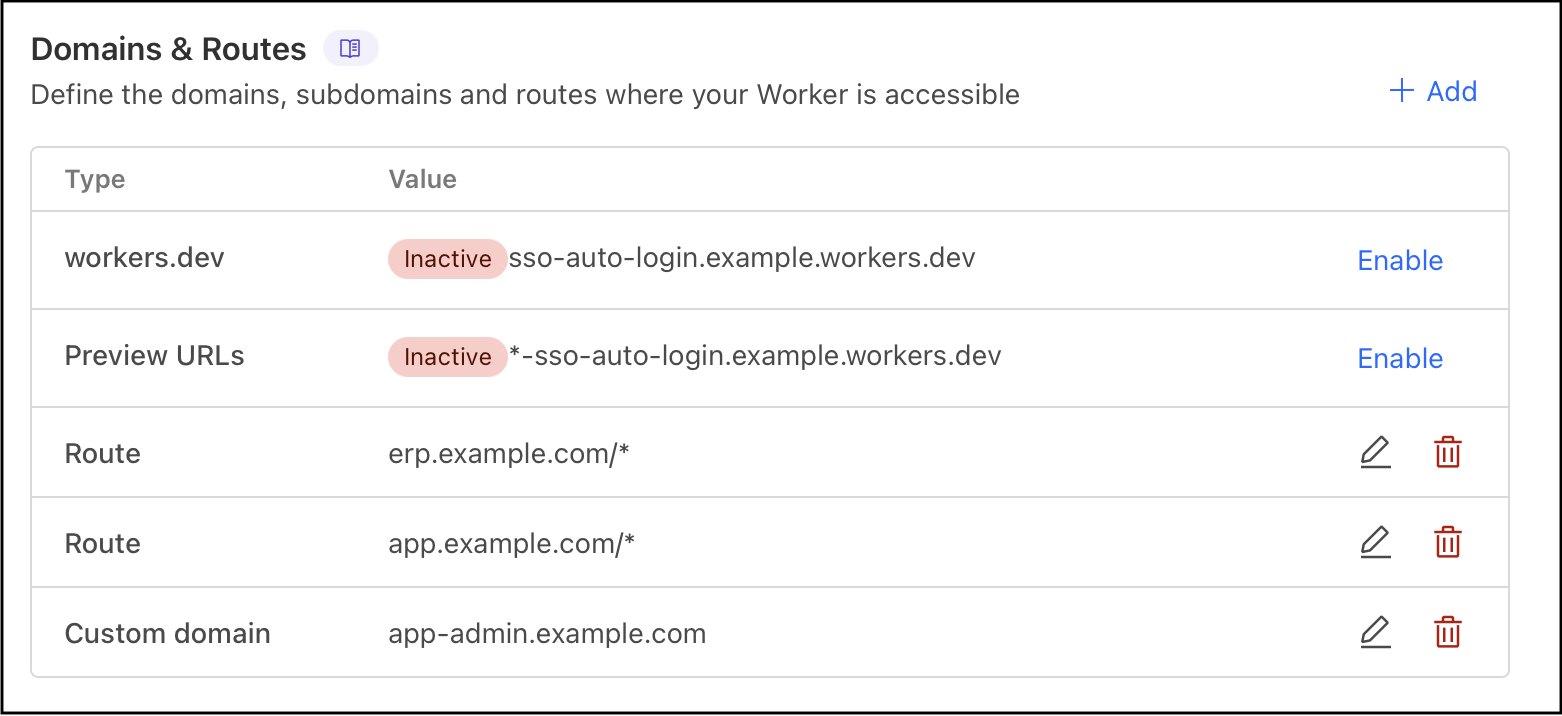 Domains & Routes
Define the domains, subdomains and routes where your Worker is accessible
+ Add
Type Value
workers.dev Inactive sso-auto-login.example.workers.dev Enable
Preview URLs Inactive *-sso-auto-login.example.workers.dev Enable
Route erp.example.com/*
Route app.example.com/*
Custom domain app-admin.example.com